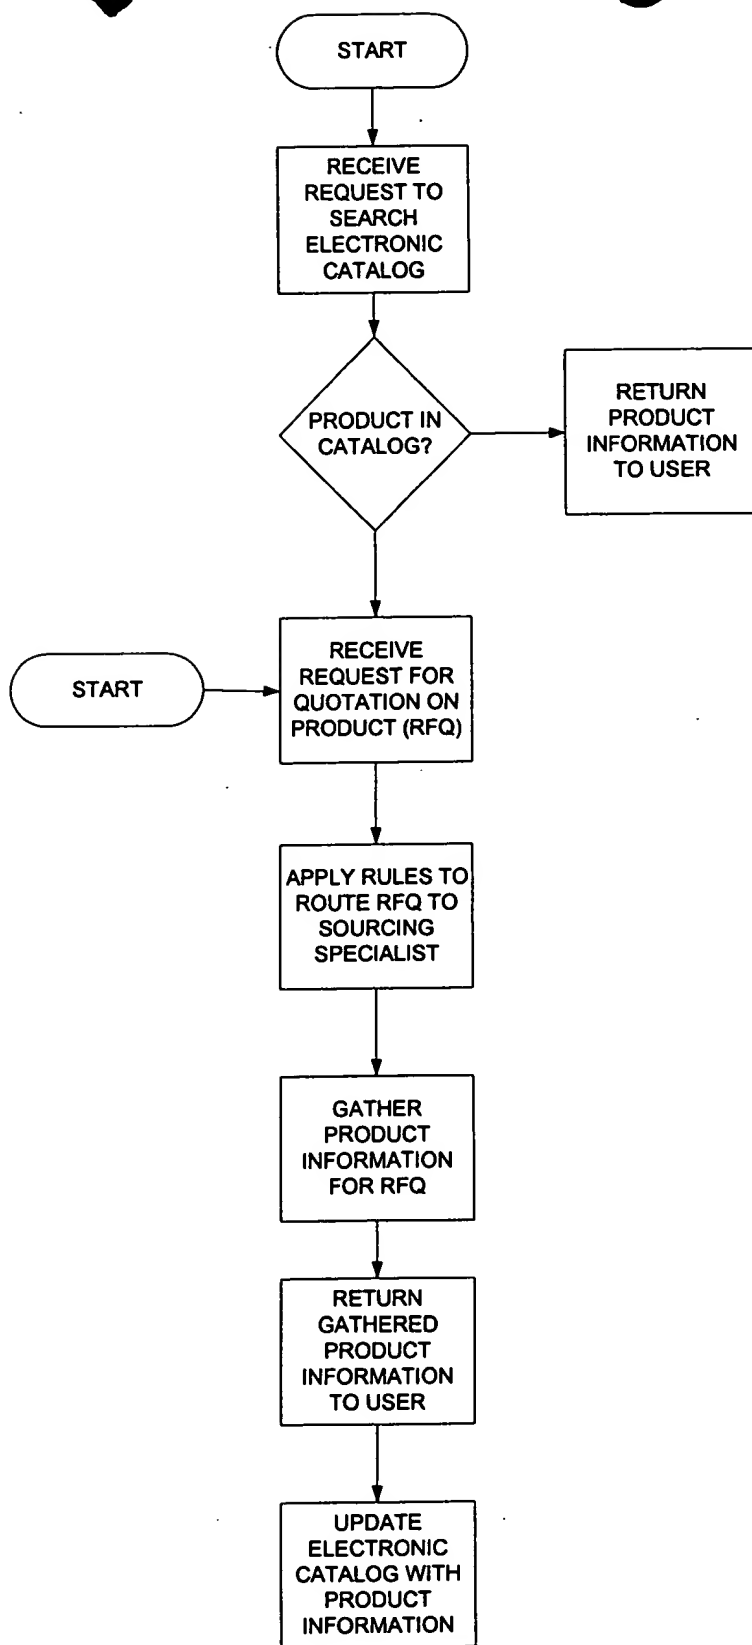 START
RECEIVE
REQUEST TO
SEARCH
ELECTRONIC
CATALOG
PRODUCT IN
CATALOG?
RETURN
PRODUCT
INFORMATION
TO USER
START
RECEIVE
REQUEST FOR
QUOTATION ON
PRODUCT (RFQ)
APPLY RULES TO
ROUTE RFQ TO
SOURCING
SPECIALIST
GATHER
PRODUCT
INFORMATION
FOR RFQ
RETURN
GATHERED
PRODUCT
INFORMATION
TO USER
UPDATE
ELECTRONIC
CATALOG WITH
PRODUCT
INFORMATION